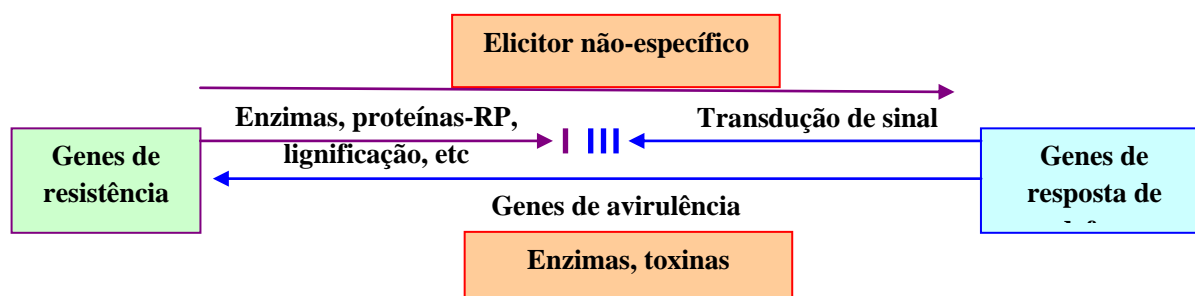 Elicitor não-específico
Enzimas, proteínas-RP,
lignificação, etc
Transdução de sinal
Genes de
resistência
Genes de
resposta de
Genes de avirulência
Enzimas, toxinas